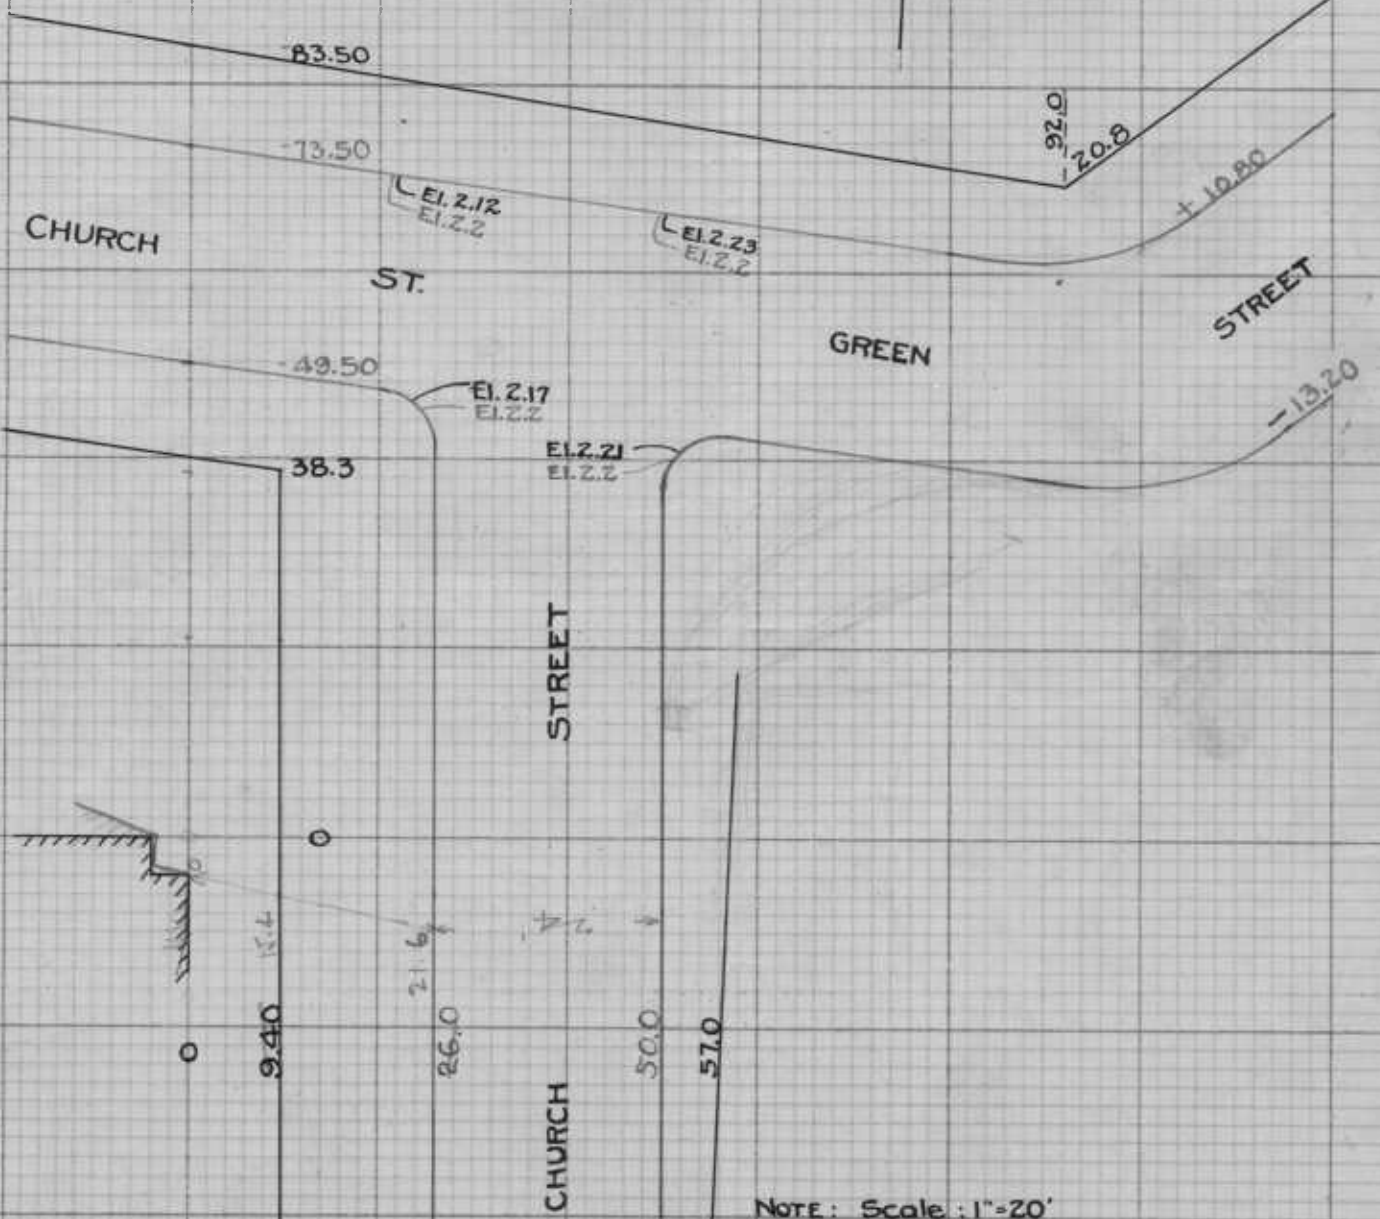 83.50
73.50
92.0
20.8
+ 10.80
El. 2.12
El. 2.2
El. 2.23
El. 2.2
CHURCH
ST.
GREEN
STREET
49.50
El. 2.17
El. 2.2
-13.20
El. 2.21
El. 2.2
38.3
STREET
0
24
21.6
0
9.40
26.0
50.0
57.0
CHURCH
NOTE: Scale : 1"=20'